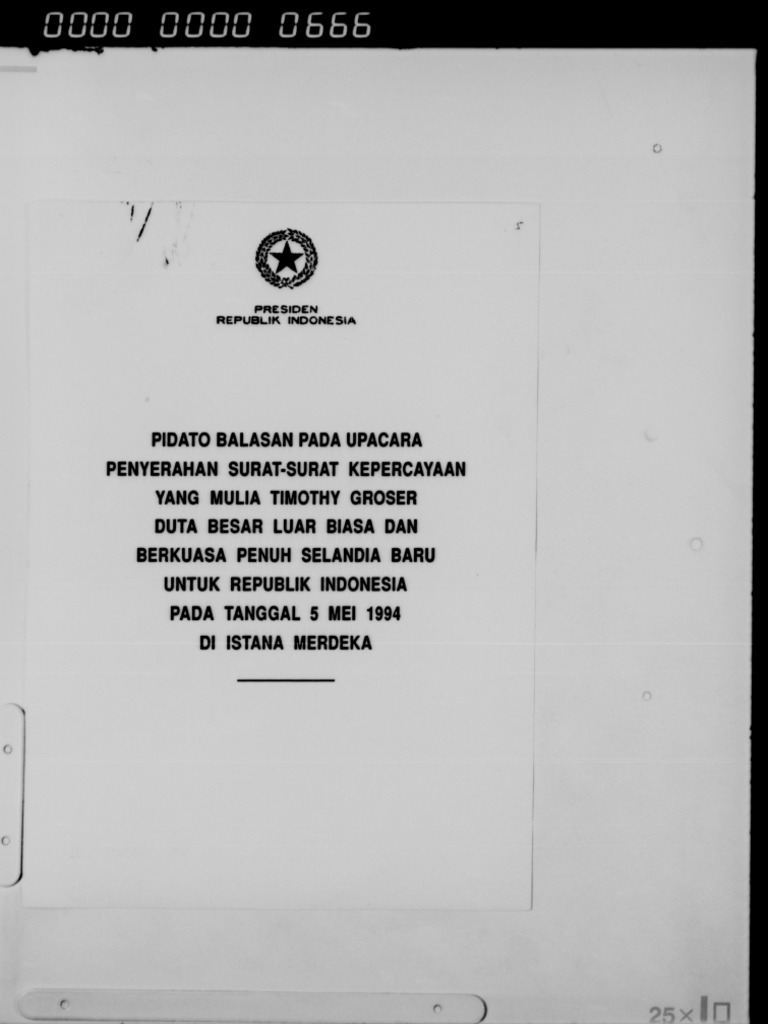 0000 0000 0666
PRESIDEN
REPUBLIK INDONESIA
PIDATO BALASAN PADA UPACARA
PENYERAHAN SURAT-SURAT KEPERCAYAAN
YANG MULIA TIMOTHY GROSER
DUTA BESAR LUAR BIASA DAN
BERKUASA PENUH SELANDIA BARU
UNTUK REPUBLIK INDONESIA
PADA TANGGAL 5 MEI 1994
DI ISTANA MERDEKA
25×